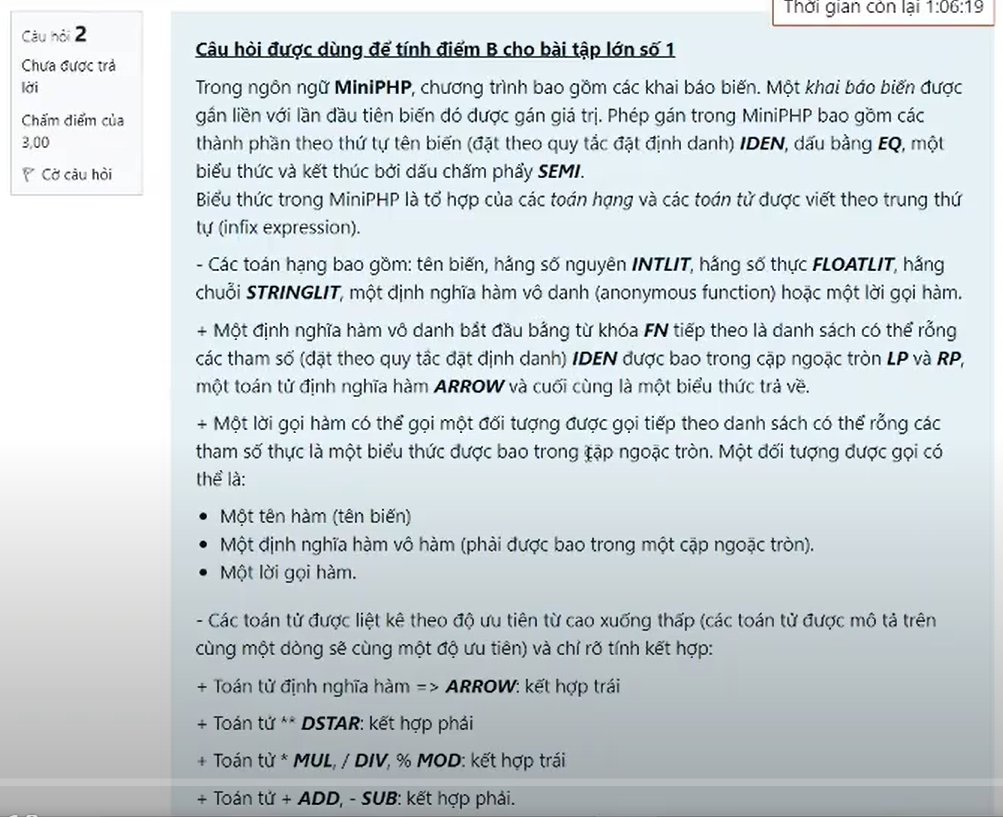 Thời gian còn lại 1:06:19
Câu hỏi 2
Chưa được trả
lời
Chấm điểm của
3,00
Cờ câu hỏi
Câu hỏi được dùng để tính điểm B cho bài tập lớn số 1
Trong ngôn ngữ MiniPHP, chương trình bao gồm các khai báo biến. Một khai báo biến được
gắn liền với lần đầu tiên biến đó được gán giá trị. Phép gán trong MiniPHP bao gồm các
thành phần theo thứ tự tên biến (đặt theo quy tắc đặt định danh) IDEN, dấu bằng EQ, một
biểu thức và kết thúc bởi dấu chấm phẩy SEMI.
Biểu thức trong MiniPHP là tổ hợp của các toán hạng và các toán tử được viết theo trung thứ
tự (infix expression).
- Các toán hạng bao gồm: tên biến, hằng số nguyên INTLIT, hằng số thực FLOATLIT, hằng
chuỗi STRINGLIT, một định nghĩa hàm vô danh (anonymous function) hoặc một lời gọi hàm.
+ Một định nghĩa hàm vô danh bắt đầu bằng từ khóa FN tiếp theo là danh sách có thể rỗng
các tham số (đặt theo quy tắc đặt định danh) IDEN được bao trong cặp ngoặc tròn LP và RP,
một toán tử định nghĩa hàm ARROW và cuối cùng là một biểu thức trả về.
+ Một lời gọi hàm có thể gọi một đối tượng được gọi tiếp theo danh sách có thể rỗng các
tham số thực là một biểu thức được bao trong cặp ngoặc tròn. Một đối tượng được gọi có
thể là:
• Một tên hàm (tên biến)
• Một định nghĩa hàm vô hàm (phải được bao trong một cặp ngoặc tròn).
• Một lời gọi hàm.
- Các toán tử được liệt kê theo độ ưu tiên từ cao xuống thấp (các toán tử được mô tả trên
cùng một dòng sẽ cùng một độ ưu tiên) và chỉ rõ tính kết hợp:
+ Toán tử định nghĩa hàm => ARROW: kết hợp trái
+ Toán tử ** DSTAR: kết hợp phải
+ Toán tử * MUL, / DIV, % MOD: kết hợp trái
+ Toán tử + ADD, - SUB: kết hợp phải.